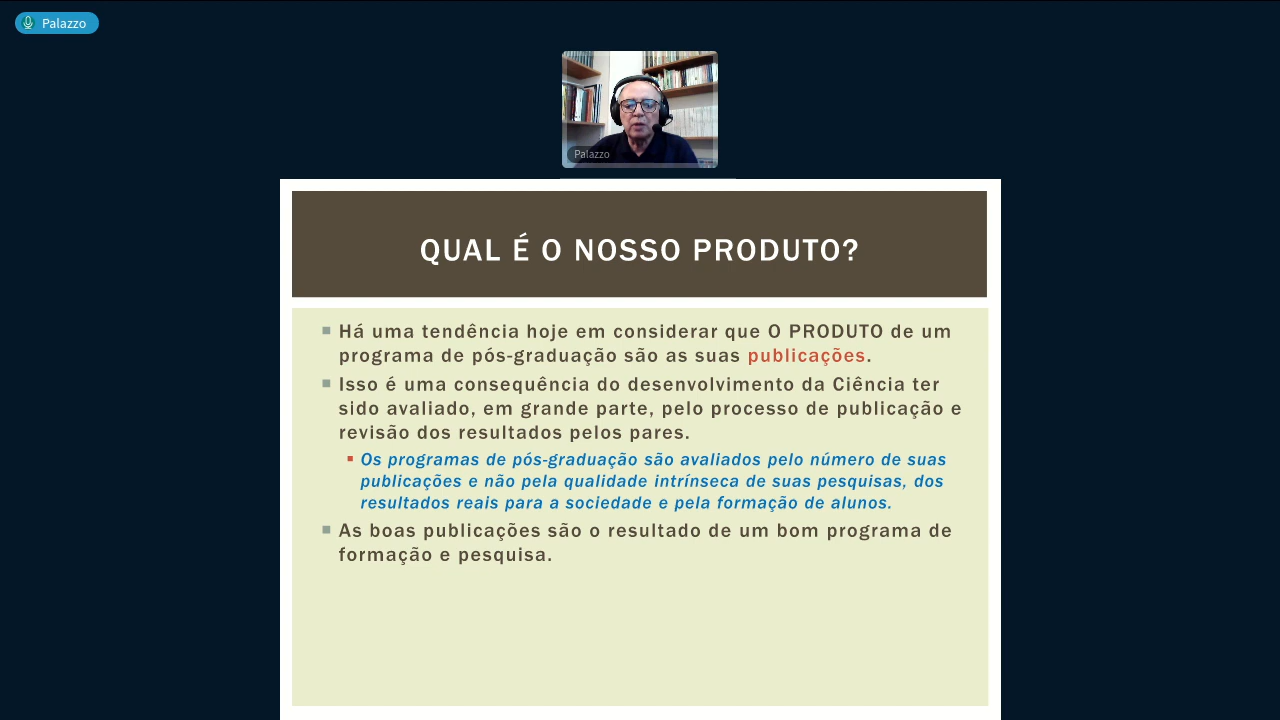 Palazzo
Palazzo
QUAL É O NOSSO PRODUTO?
Há uma tendência hoje em considerar que O PRODUTO de um
programa de pós-graduação são as suas publicações.
Isso é uma consequência do desenvolvimento da Ciência ter
sido avaliado, em grande parte, pelo processo de publicação e
revisão dos resultados pelos pares.
Os programas de pós-graduação são avaliados pelo número de suas
publicações e não pela qualidade intrínseca de suas pesquisas, dos
resultados reais para a sociedade e pela formação de alunos.
As boas publicações são o resultado de um bom programa de
formação e pesquisa.